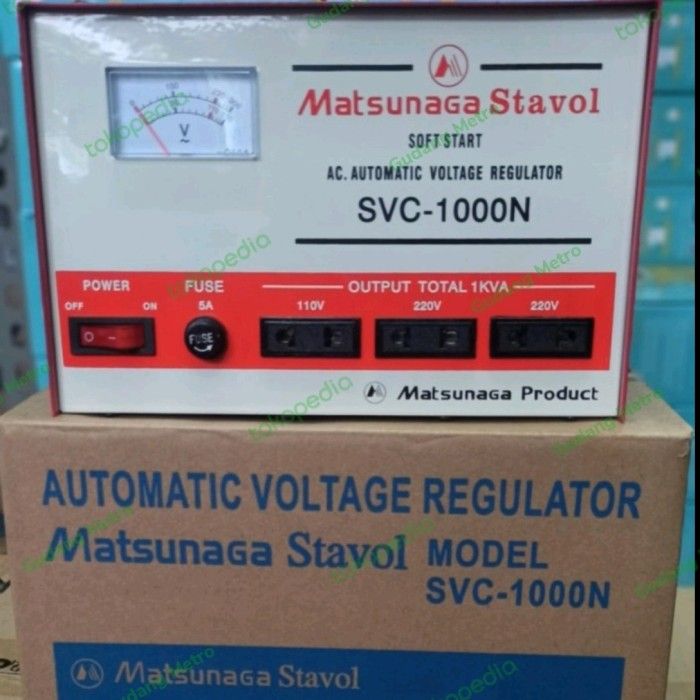 Matsunaga Stavol
SOFT START
AC. AUTOMATIC VOLTAGE REGULATOR
SVC-1000N
V
POWER
FUSE
OUTPUT TOTAL 1KVA
OFF
ON
5A
110V
220V
220V
FUSE
Matsunaga Product
AUTOMATIC VOLTAGE REGULATOR
Matsunaga Stavol MODEL
SVC-1000N
Matsunaga Stavol
tokopedia
Gudang Metro